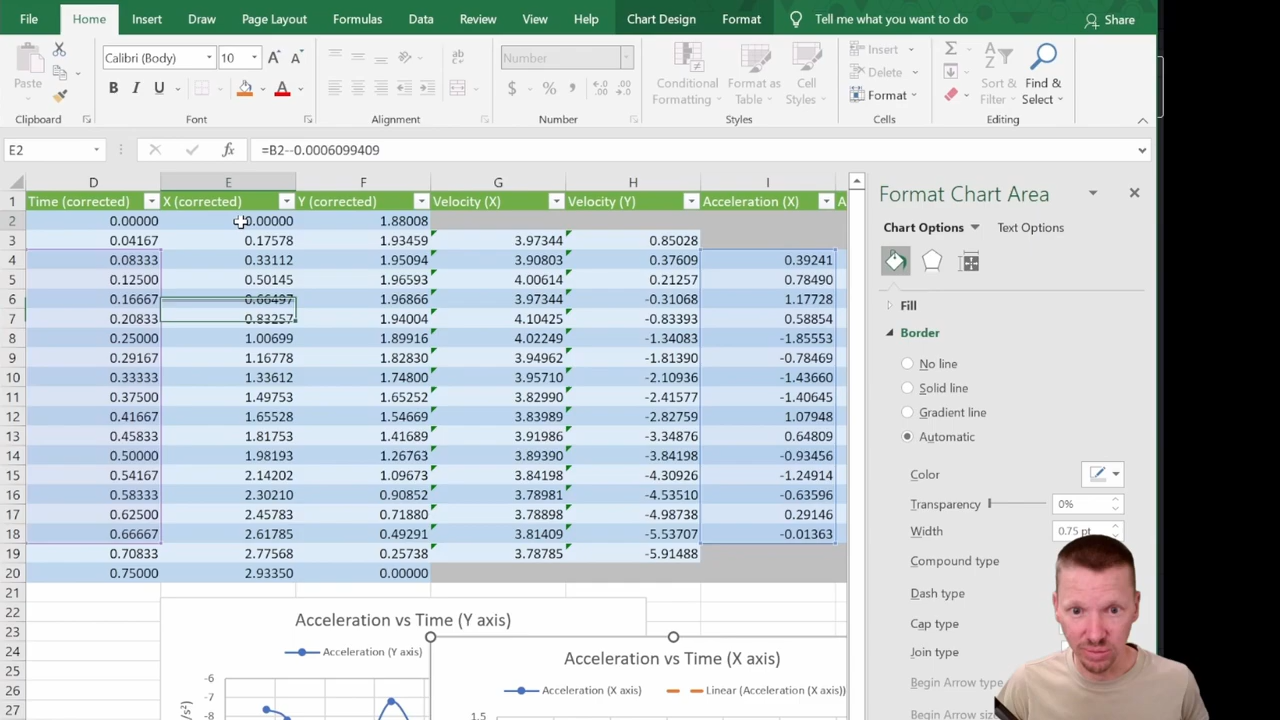 File Home Insert Draw Page Layout Formulas Data Review View Help Chart Design Format Tell me what you want to do Share
Paste Calibri (Body) 10 A A ab Number Conditional Formatting Format as Table Cell Styles Insert Delete Format Sort & Filter Find & Select
B I U A $ % ,
Clipboard Font Alignment Number Styles Cells Editing
E2 fx =B2--0.0006099409
D E F G H I
1 Time (corrected) X (corrected) Y (corrected) Velocity (X) Velocity (Y) Acceleration (X) A
2 0.00000 0.00000 1.88008
3 0.04167 0.17578 1.93459 3.97344 0.85028
4 0.08333 0.33112 1.95094 3.90803 0.37609 0.39241
5 0.12500 0.50145 1.96593 4.00614 0.21257 0.78490
6 0.16667 0.66497 1.96866 3.97344 -0.31068 1.17728
7 0.20833 0.83257 1.94004 4.10425 -0.83393 0.58854
8 0.25000 1.00699 1.89916 4.02249 -1.34083 -1.85553
9 0.29167 1.16778 1.82830 3.94962 -1.81390 -0.78469
10 0.33333 1.33612 1.74800 3.95710 -2.10936 -1.43660
11 0.37500 1.49753 1.65252 3.82990 -2.41577 -1.40645
12 0.41667 1.65528 1.54669 3.83989 -2.82759 1.07948
13 0.45833 1.81753 1.41689 3.91986 -3.34876 0.64809
14 0.50000 1.98193 1.26763 3.89390 -3.84198 -0.93456
15 0.54167 2.14202 1.09673 3.84198 -4.30926 -1.24914
16 0.58333 2.30210 0.90852 3.78981 -4.53510 -0.63596
17 0.62500 2.45783 0.71830 3.78898 -4.98738 0.29146
18 0.66667 2.61785 0.49291 3.81409 -5.53707 -0.01363
19 0.70833 2.77568 0.25738 3.78785 -5.91488
20 0.75000 2.93350 0.00000
21
22
23
24
25
26
27
Acceleration vs Time (Y axis)
Acceleration (Y axis)
-6
-7
-8
/s²)
Acceleration vs Time (X axis)
Acceleration (X axis) Linear (Acceleration (X axis))
1.5
Format Chart Area
Chart Options Text Options
Fill
Border
No line
Solid line
Gradient line
Automatic
Color
Transparency 0%
Width 0.75 pt
Compound type
Dash type
Cap type
Join type
Begin Arrow type
Begin Arrow size